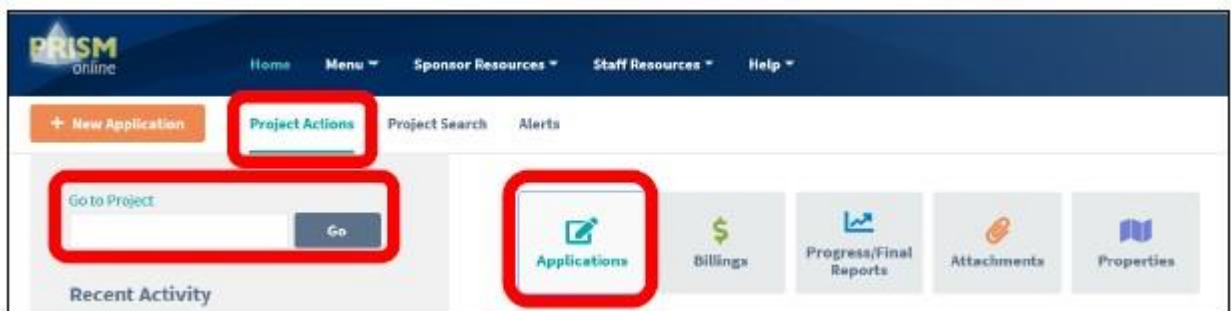 PRISM
online
Home Menu Sponsor Resources Staff Resources Help
+ New Application Project Actions Project Search Alerts
Go to Project
Go
Applications Billings Progress/Final Reports Attachments Properties
Recent Activity